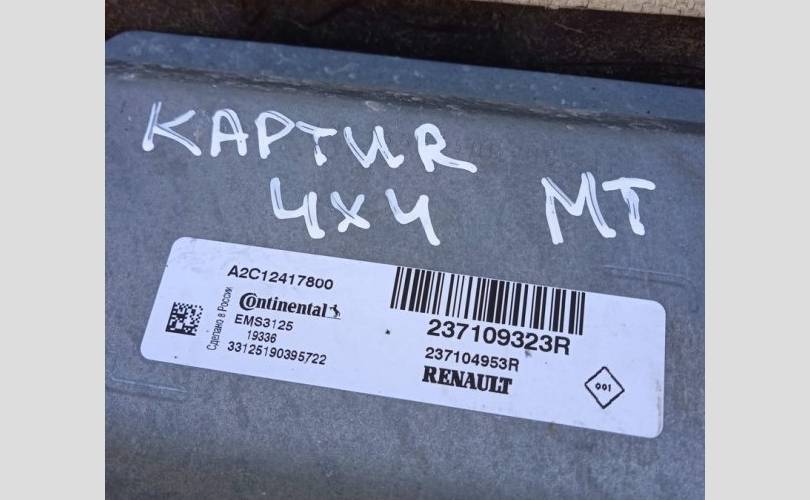 KAPTUR
4X4 MT
A2C12417800
Сделано в России
Continental
EMS3125
19336
33125190395722
237109323R
237104953R
RENAULT
001